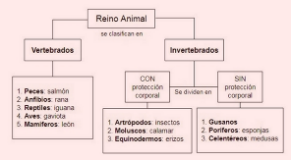 Reino Animal
se clasifican en
Vertebrados
Invertebrados
1. Peces: salmón
2. Anfibios: rana
3. Reptiles: iguana
4. Aves: gaviota
5. Mamíferos: león
CON
protección
corporal
Se dividen en
SIN
protección
corporal
1. Artrópodos: insectos
2. Moluscos: calamar
3. Equinodermos: erizos
1. Gusanos
2. Poríferos: esponjas
3. Celentéreos: medusas